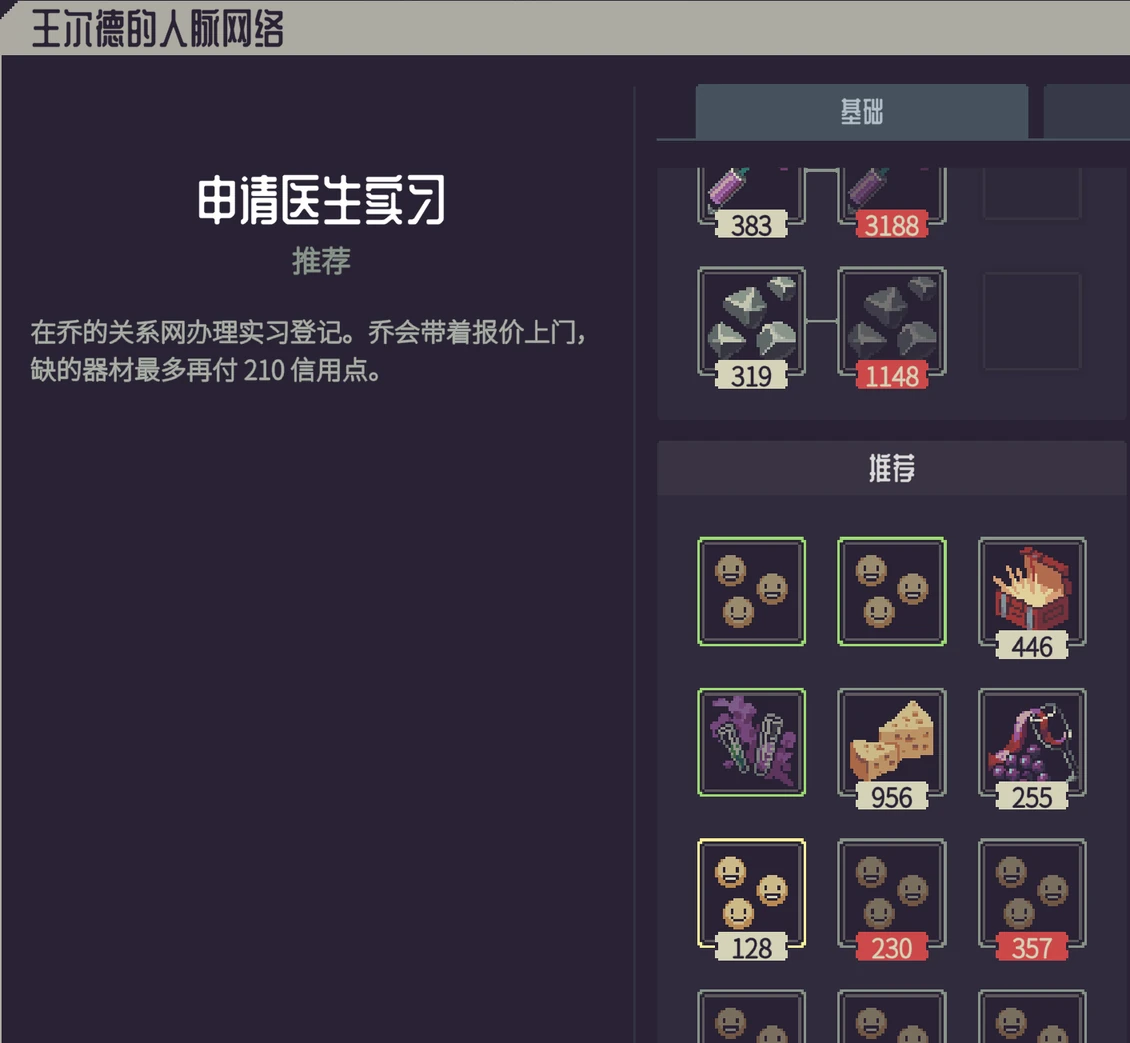 王尔德的人脉网络
申请医生实习
推荐
在乔的关系网办理实习登记。乔会带着报价上门，
缺的器材最多再付 210 信用点。
基础
383
3188
319
1148
推荐
446
956
255
128
230
357